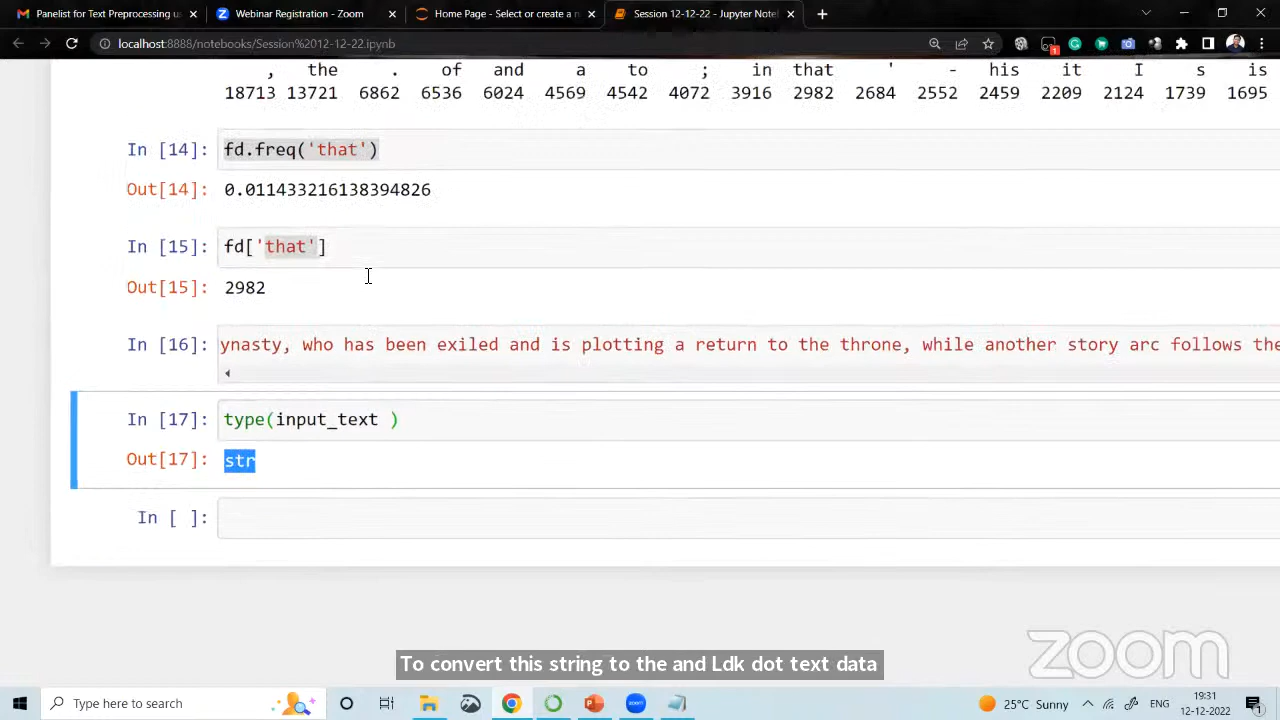 Panelist for Text Preprocessing u
Webinar Registration - Zoom
Home Page - Select or create a n
Session 12-12-22 - Jupyter Note
localhost:8888/notebooks/Session%2012-12-22.ipynb
, the . of and a to ; in that ' - his it I s is
18713 13721 6862 6536 6024 4569 4542 4072 3916 2982 2684 2552 2459 2209 2124 1739 1695
In [14]: fd.freq('that')
Out[14]: 0.011433216138394826
In [15]: fd['that']
Out[15]: 2982
In [16]: ynasty, who has been exiled and is plotting a return to the throne, while another story arc follows the
In [17]: type(input_text )
Out[17]: str
In [ ]:
zoom
To convert this string to the and Ldk dot text data
Type here to search
zoom
25°C Sunny
ENG
19:31
12-12-2022
1